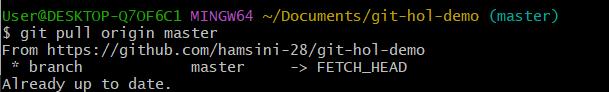 User@DESKTOP-Q7OF6C1 MINGW64 ~/Documents/git-hol-demo (master)
$ git pull origin master
From https://github.com/hamsini-28/git-hol-demo
 * branch            master     -> FETCH_HEAD
Already up to date.